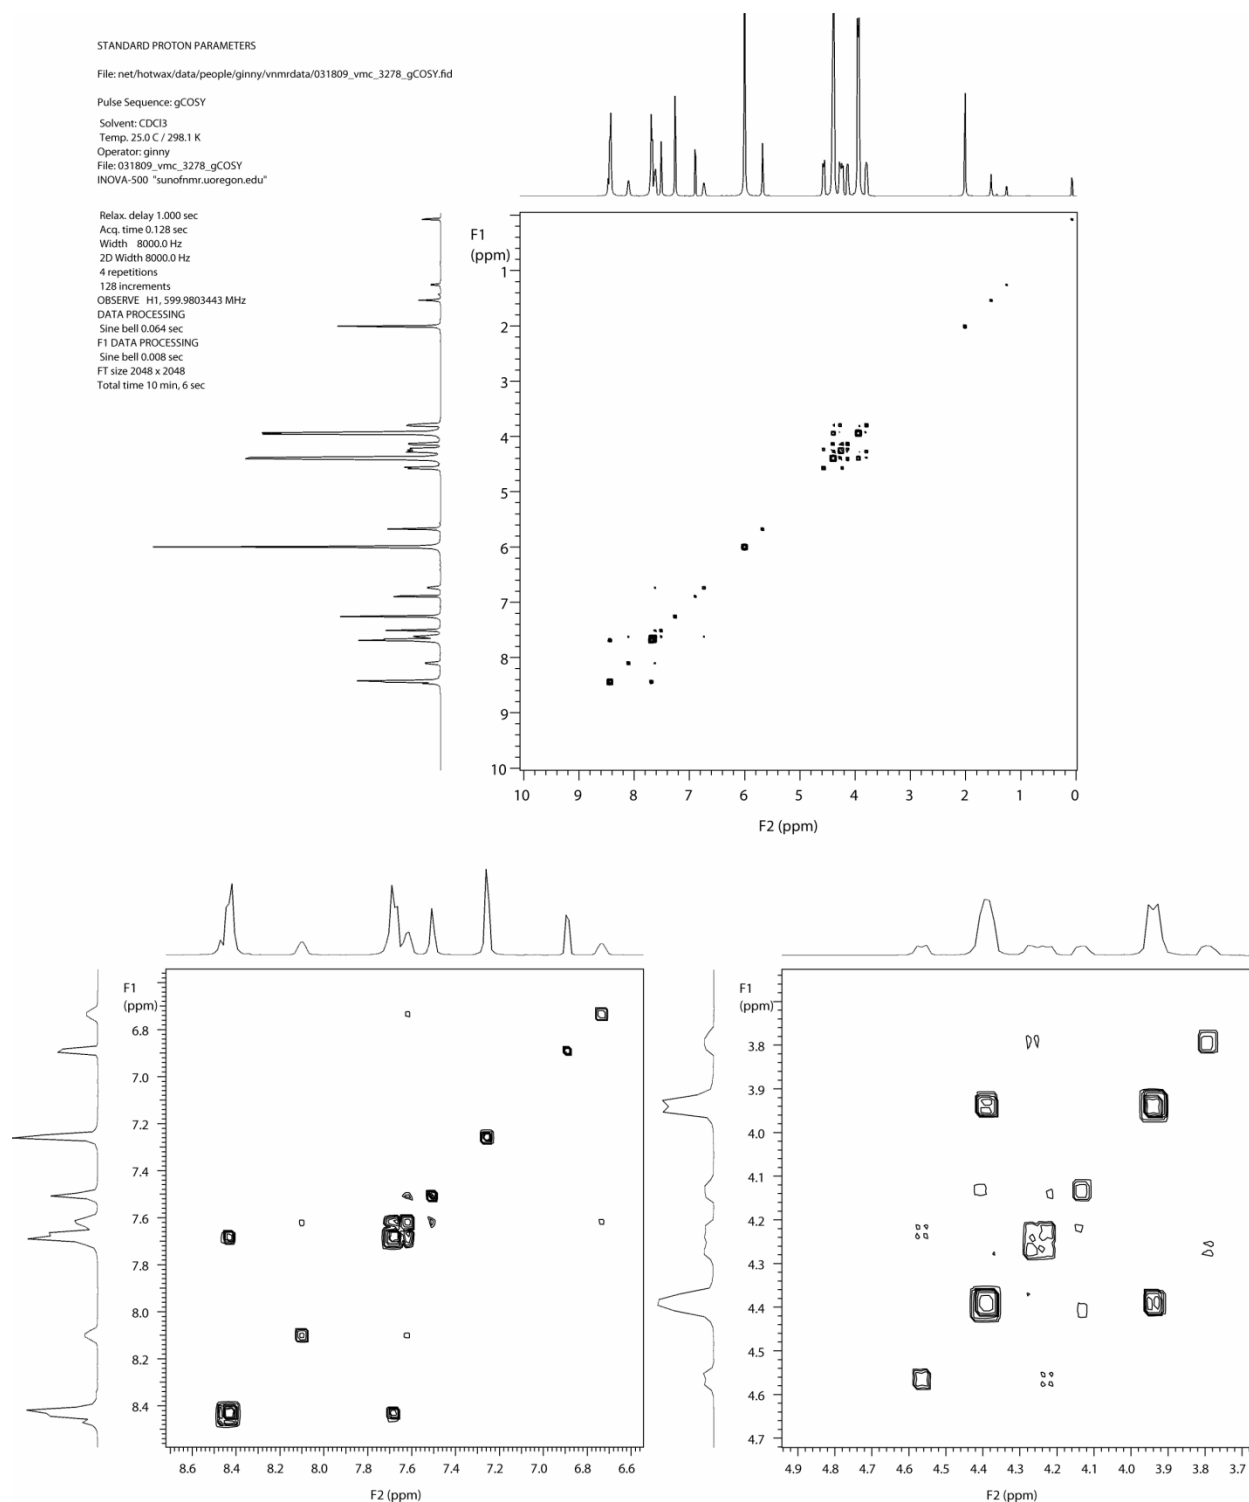 STANDARD PROTON PARAMETERS
File: net/hotwax/data/people/ginny/vnmrdata/031809_vmc_3278_gCOSY.fid
Pulse Sequence: gCOSY
Solvent: CDCl3
Temp. 25.0 C / 298.1 K
Operator: ginny
File: 031809_vmc_3278_gCOSY
INOVA-500 "sunofnmr.uoregon.edu"
Relax. delay 1.000 sec
Acq. time 0.128 sec
Width 8000.0 Hz
2D Width 8000.0 Hz
4 repetitions
128 increments
OBSERVE H1, 599.9803443 MHz
DATA PROCESSING
Sine bell 0.064 sec
F1 DATA PROCESSING
Sine bell 0.008 sec
FT size 2048 x 2048
Total time 10 min, 6 sec
F1
(ppm)
1
2
3
4
5
6
7
8
9
10
10 9 8 7 6 5 4 3 2 1 0
F2 (ppm)
F1
(ppm)
6.8
7.0
7.2
7.4
7.6
7.8
8.0
8.2
8.4
8.6 8.4 8.2 8.0 7.8 7.6 7.4 7.2 7.0 6.8 6.6
F2 (ppm)
F1
(ppm)
3.8
3.9
4.0
4.1
4.2
4.3
4.4
4.5
4.6
4.7
4.9 4.8 4.7 4.6 4.5 4.4 4.3 4.2 4.1 4.0 3.9 3.8 3.7
F2 (ppm)